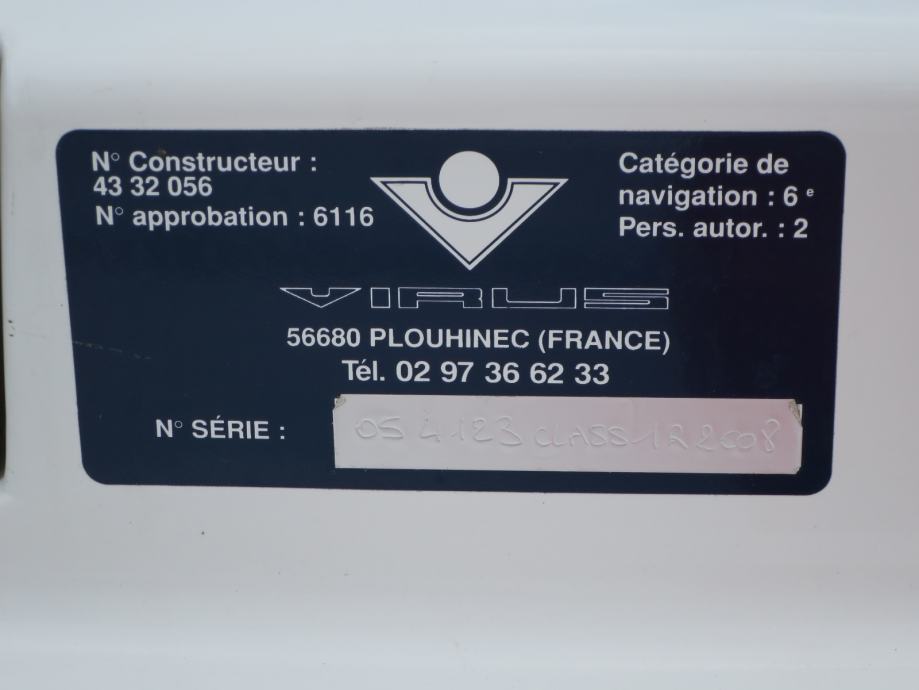 N° Constructeur :
43 32 056
N° approbation : 6116
Catégorie de
navigation : 6 e
Pers. autor. : 2
VIRUS
56680 PLOUHINEC (FRANCE)
Tél. 02 97 36 62 33
N° SÉRIE : 05 4123 CLASS 12 2008